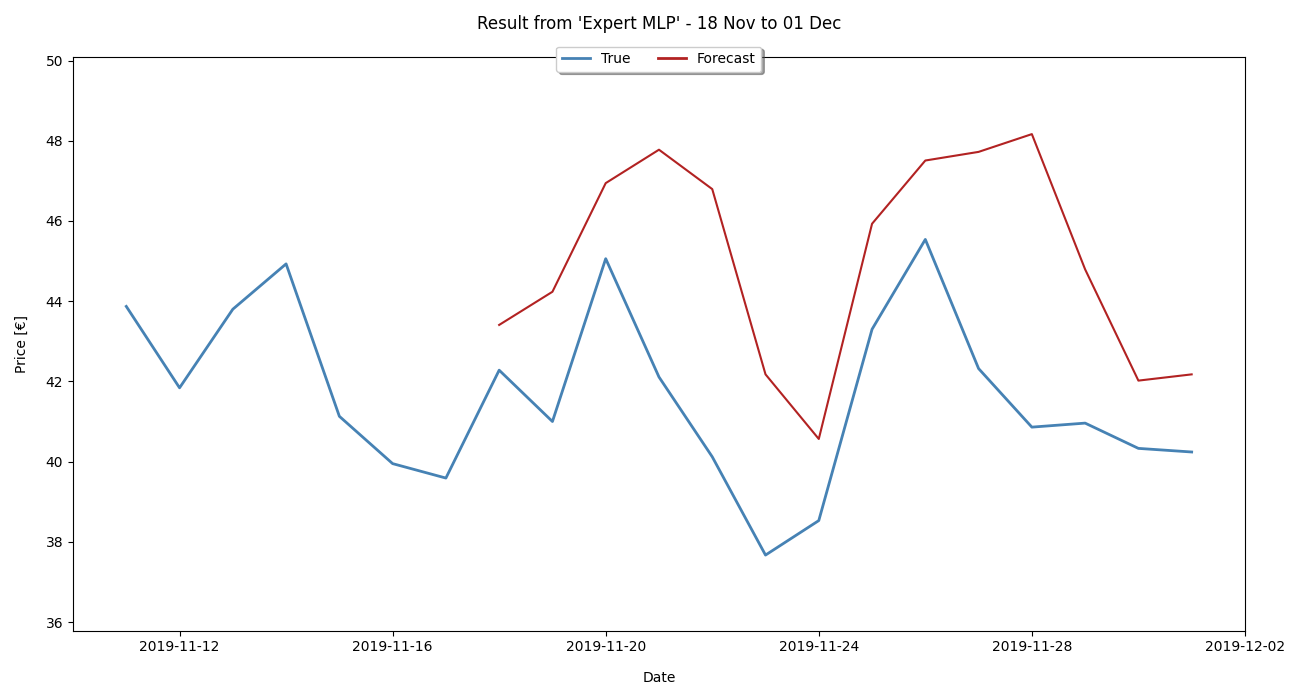 Result from 'Expert MLP' - 18 Nov to 01 Dec
True Forecast
50
48
46
44
42
40
38
36
Price [€]
2019-11-12 2019-11-16 2019-11-20 2019-11-24 2019-11-28 2019-12-02
Date